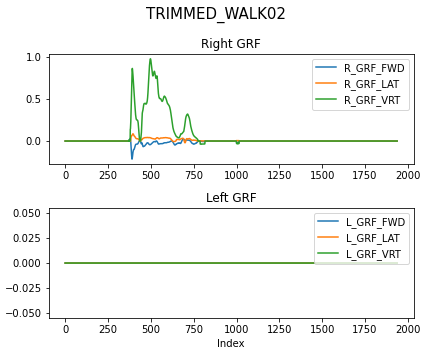 TRIMMED_WALK02
Right GRF
1.0
0.5
0.0
R_GRF_FWD
R_GRF_LAT
R_GRF_VRT
0 250 500 750 1000 1250 1500 1750 2000
Left GRF
0.050
0.025
0.000
−0.025
−0.050
L_GRF_FWD
L_GRF_LAT
L_GRF_VRT
0 250 500 750 1000 1250 1500 1750 2000
Index